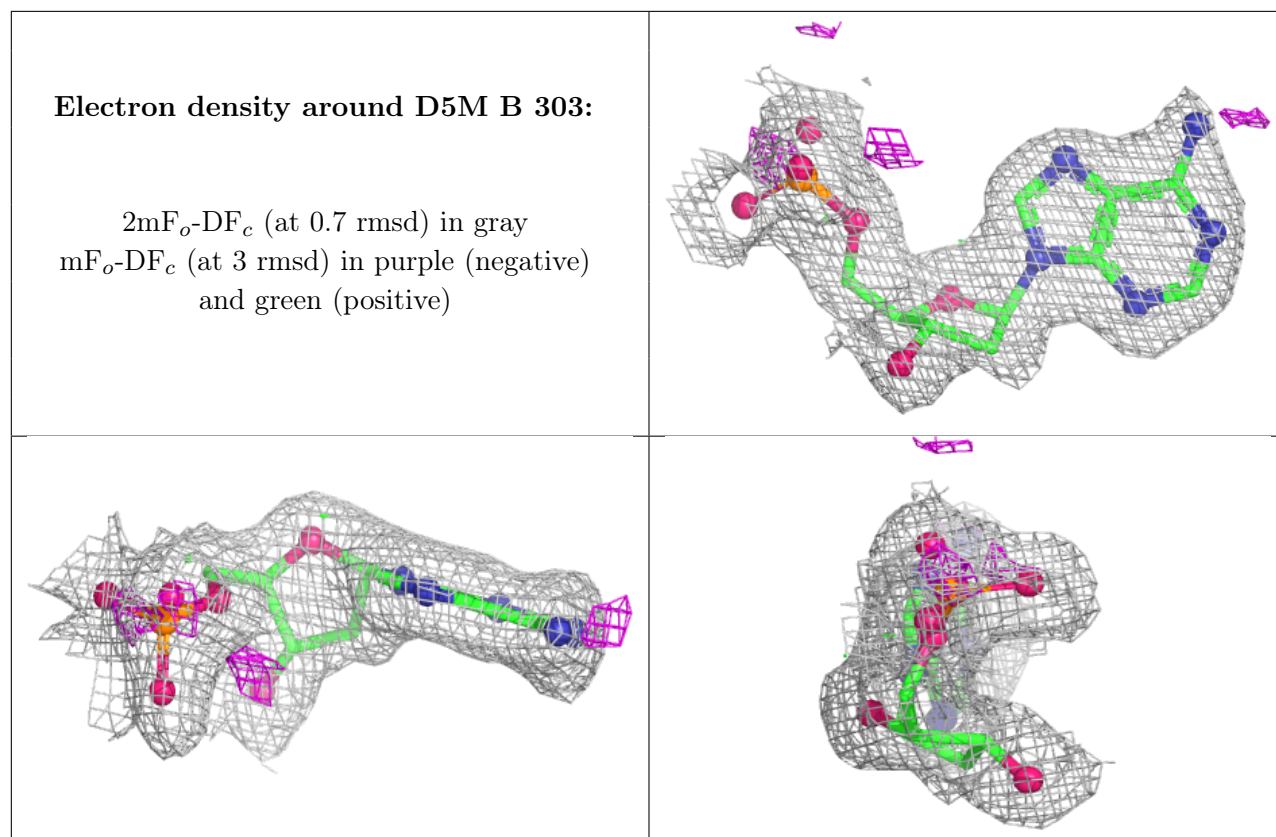 Electron density around D5M B 303:
2mFo-DFc (at 0.7 rmsd) in gray
mFo-DFc (at 3 rmsd) in purple (negative)
and green (positive)